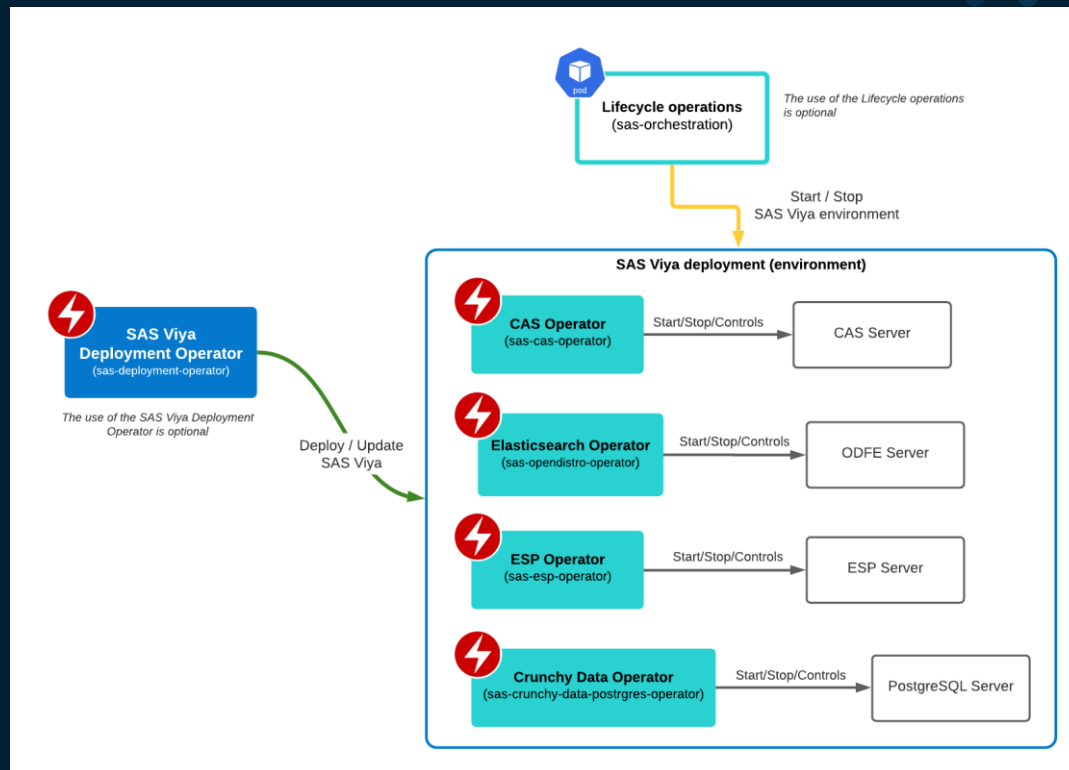 pod
Lifecycle operations
(sas-orchestration)
The use of the Lifecycle operations
is optional
Start / Stop
SAS Viya environment
SAS Viya deployment (environment)
SAS Viya
Deployment Operator
(sas-deployment-operator)
The use of the SAS Viya Deployment
Operator is optional
Deploy / Update
SAS Viya
CAS Operator
(sas-cas-operator)
Start/Stop/Controls
CAS Server
Elasticsearch Operator
(sas-opendistro-operator)
Start/Stop/Controls
ODFE Server
ESP Operator
(sas-esp-operator)
Start/Stop/Controls
ESP Server
Crunchy Data Operator
(sas-crunchy-data-postrgres-operator)
Start/Stop/Controls
PostgreSQL Server